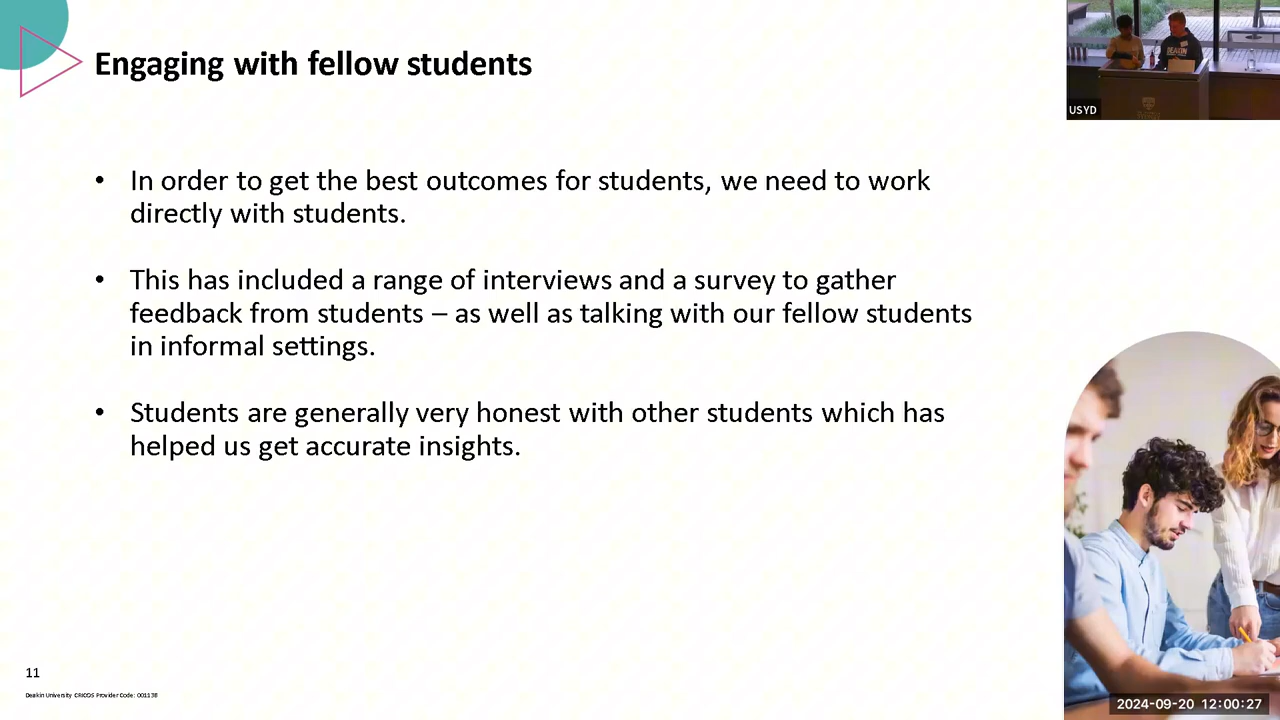 Engaging with fellow students
• In order to get the best outcomes for students, we need to work
directly with students.
• This has included a range of interviews and a survey to gather
feedback from students – as well as talking with our fellow students
in informal settings.
• Students are generally very honest with other students which has
helped us get accurate insights.
11
Deakin University CRICOS Provider Code: 00113B
USYD
DEAKIN
2024-09-20 12:00:27